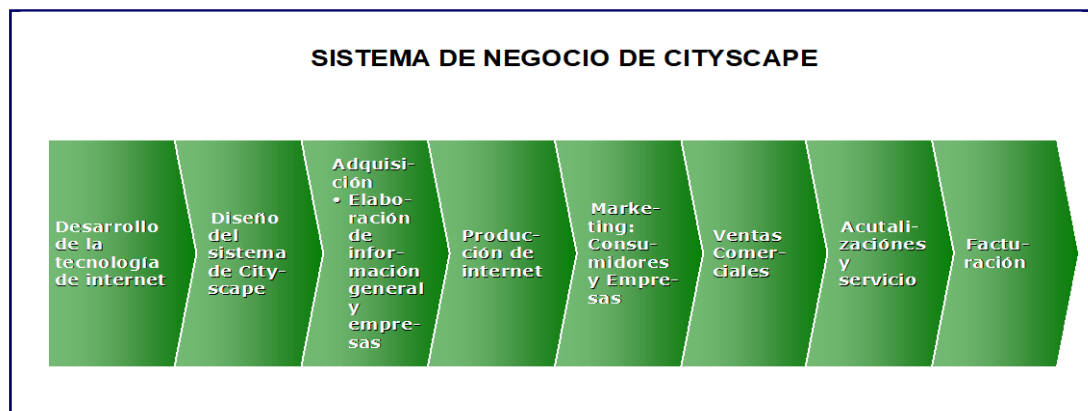 SISTEMA DE NEGOCIO DE CITYSCAPE
Desarrollo
de la
tecnología
de internet
Diseño
del
sistema
de City-
scape
Adquisi-
ción
• Elabo-
ración
de
infor-
mación
general
y
empre-
sas
Produc-
ción de
internet
Marke-
ting:
Consu-
midores
y Empre-
sas
Ventas
Comer-
ciales
Acutali-
zaciónes
y
servicio
Factu-
ración